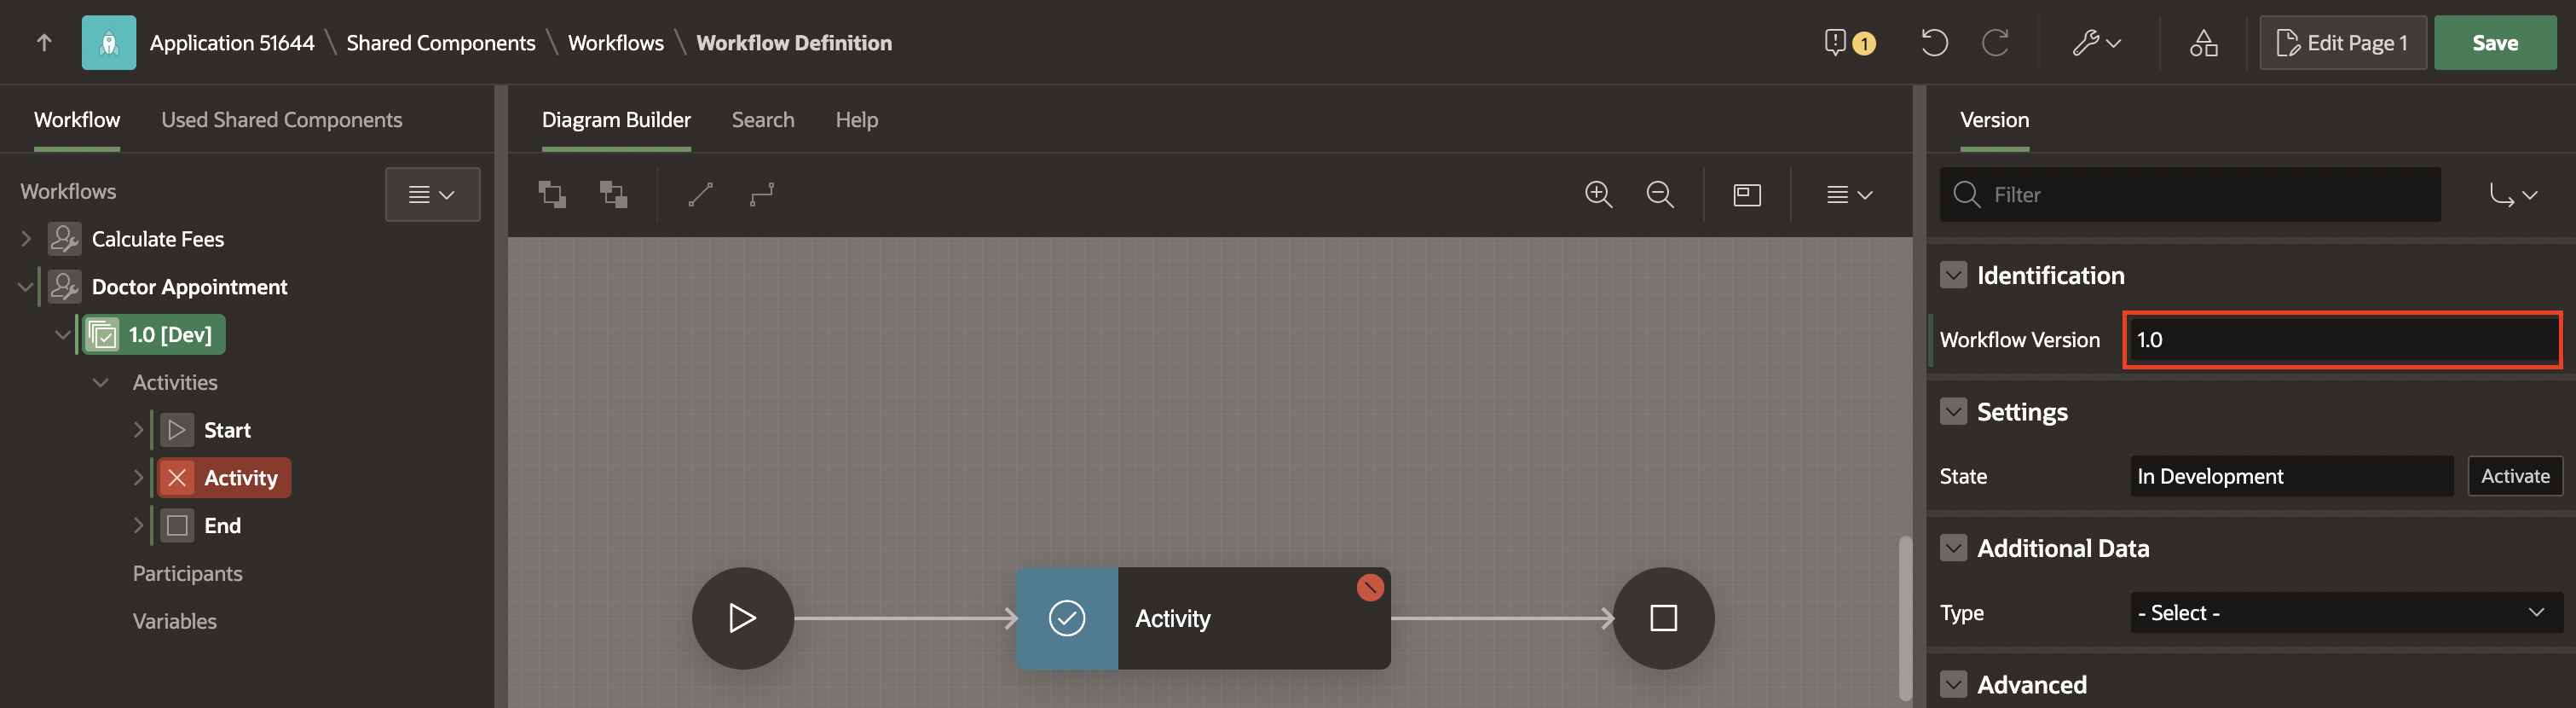 Application 51644 \ Shared Components \ Workflows \ Workflow Definition
1
Edit Page 1
Save
Workflow
Used Shared Components
Workflows
Calculate Fees
Doctor Appointment
1.0 [Dev]
Activities
Start
Activity
End
Participants
Variables
Diagram Builder
Search
Help
Activity
Version
Filter
Identification
Workflow Version
1.0
Settings
State
In Development
Activate
Additional Data
Type
- Select -
Advanced